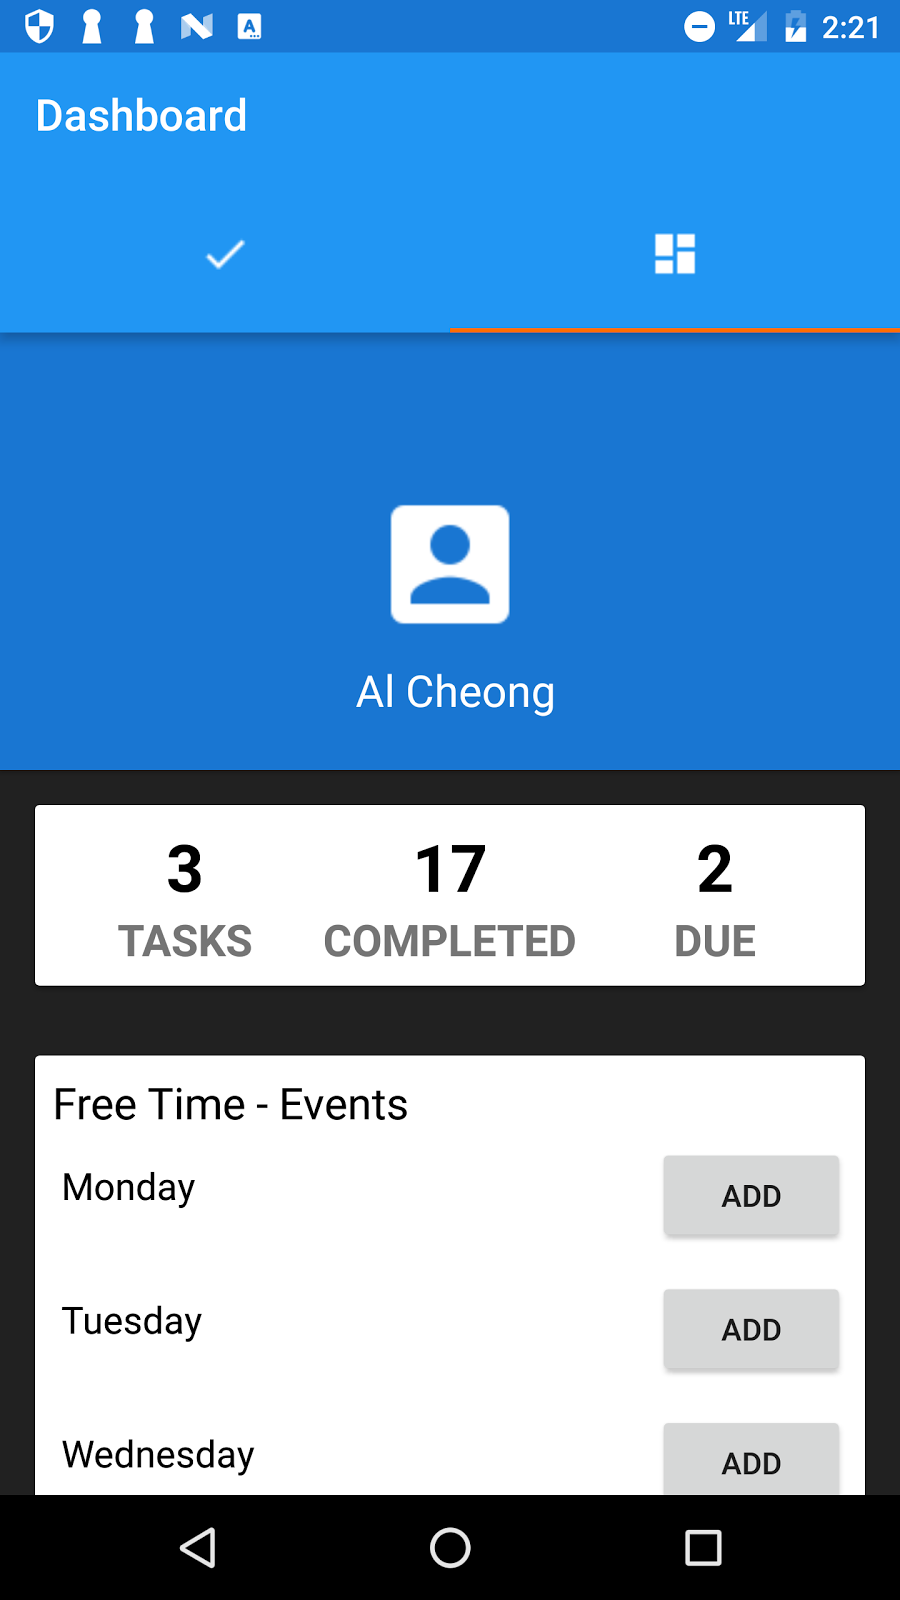 LTE 2:21
Dashboard
Al Cheong
3 17 2
TASKS COMPLETED DUE
Free Time - Events
Monday ADD
Tuesday ADD
Wednesday ADD